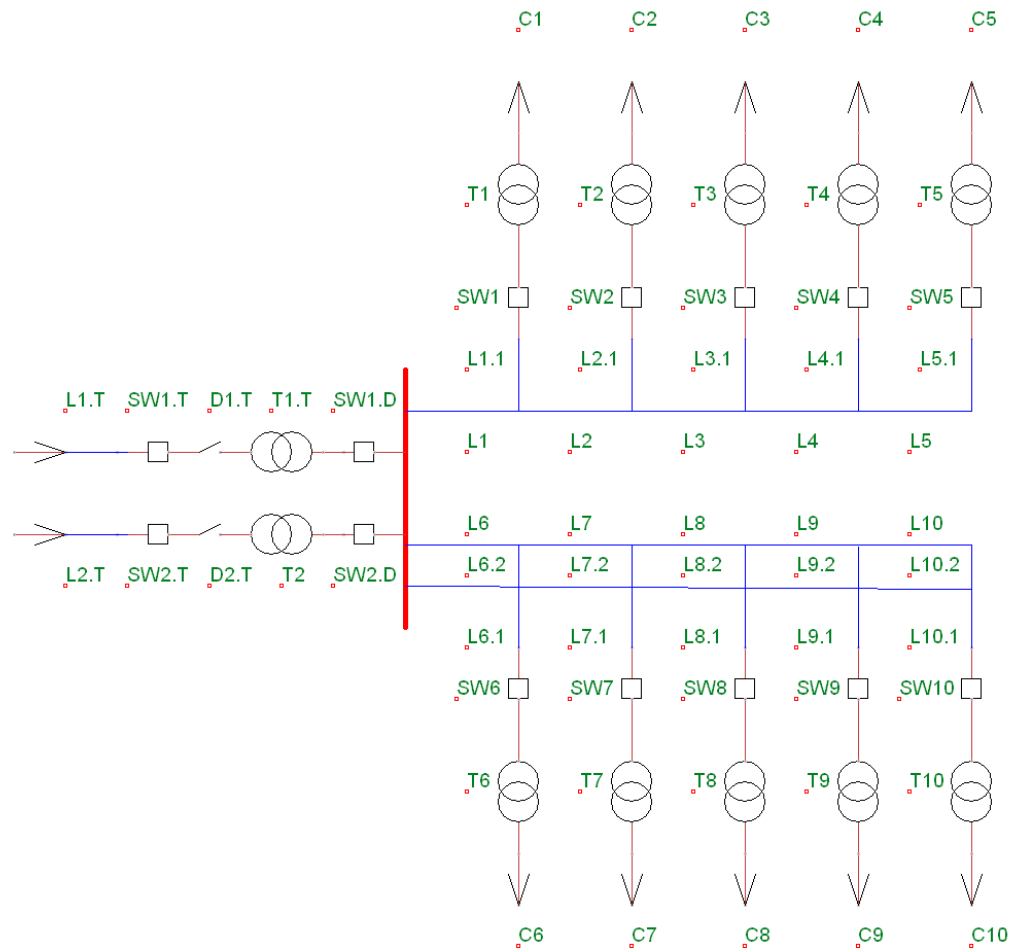 C1 C2 C3 C4 C5
T1 T2 T3 T4 T5
SW1 SW2 SW3 SW4 SW5
L1.1 L2.1 L3.1 L4.1 L5.1
L1.T SW1.T D1.T T1.T SW1.D
L1 L2 L3 L4 L5
L6 L7 L8 L9 L10
L6.2 L7.2 L8.2 L9.2 L10.2
L2.T SW2.T D2.T T2 SW2.D
L6.1 L7.1 L8.1 L9.1 L10.1
SW6 SW7 SW8 SW9 SW10
T6 T7 T8 T9 T10
C6 C7 C8 C9 C10